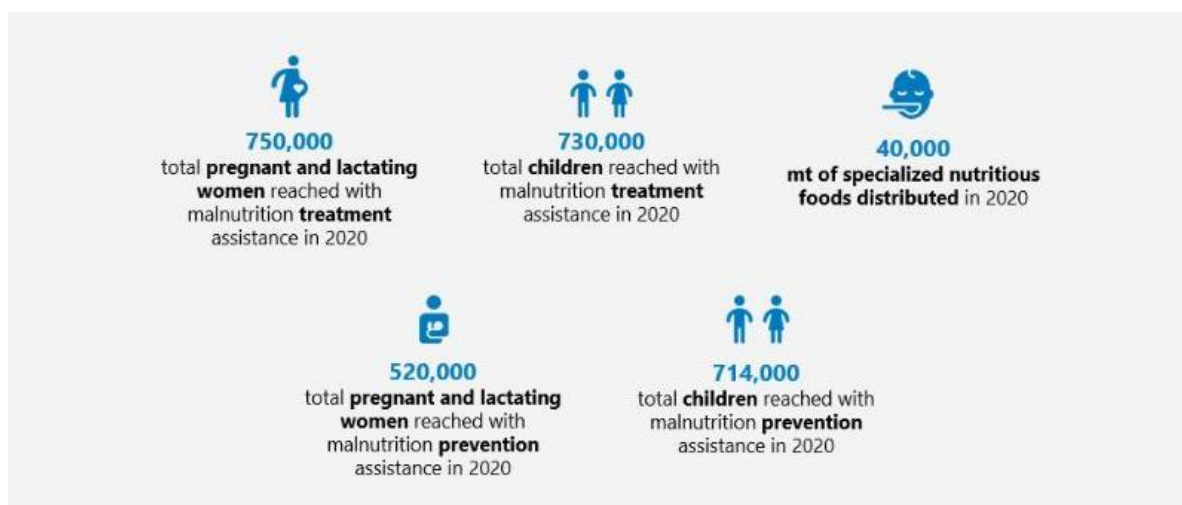 750,000
total pregnant and lactating
women reached with
malnutrition treatment
assistance in 2020
730,000
total children reached with
malnutrition treatment
assistance in 2020
40,000
mt of specialized nutritious
foods distributed in 2020
520,000
total pregnant and lactating
women reached with
malnutrition prevention
assistance in 2020
714,000
total children reached with
malnutrition prevention
assistance in 2020